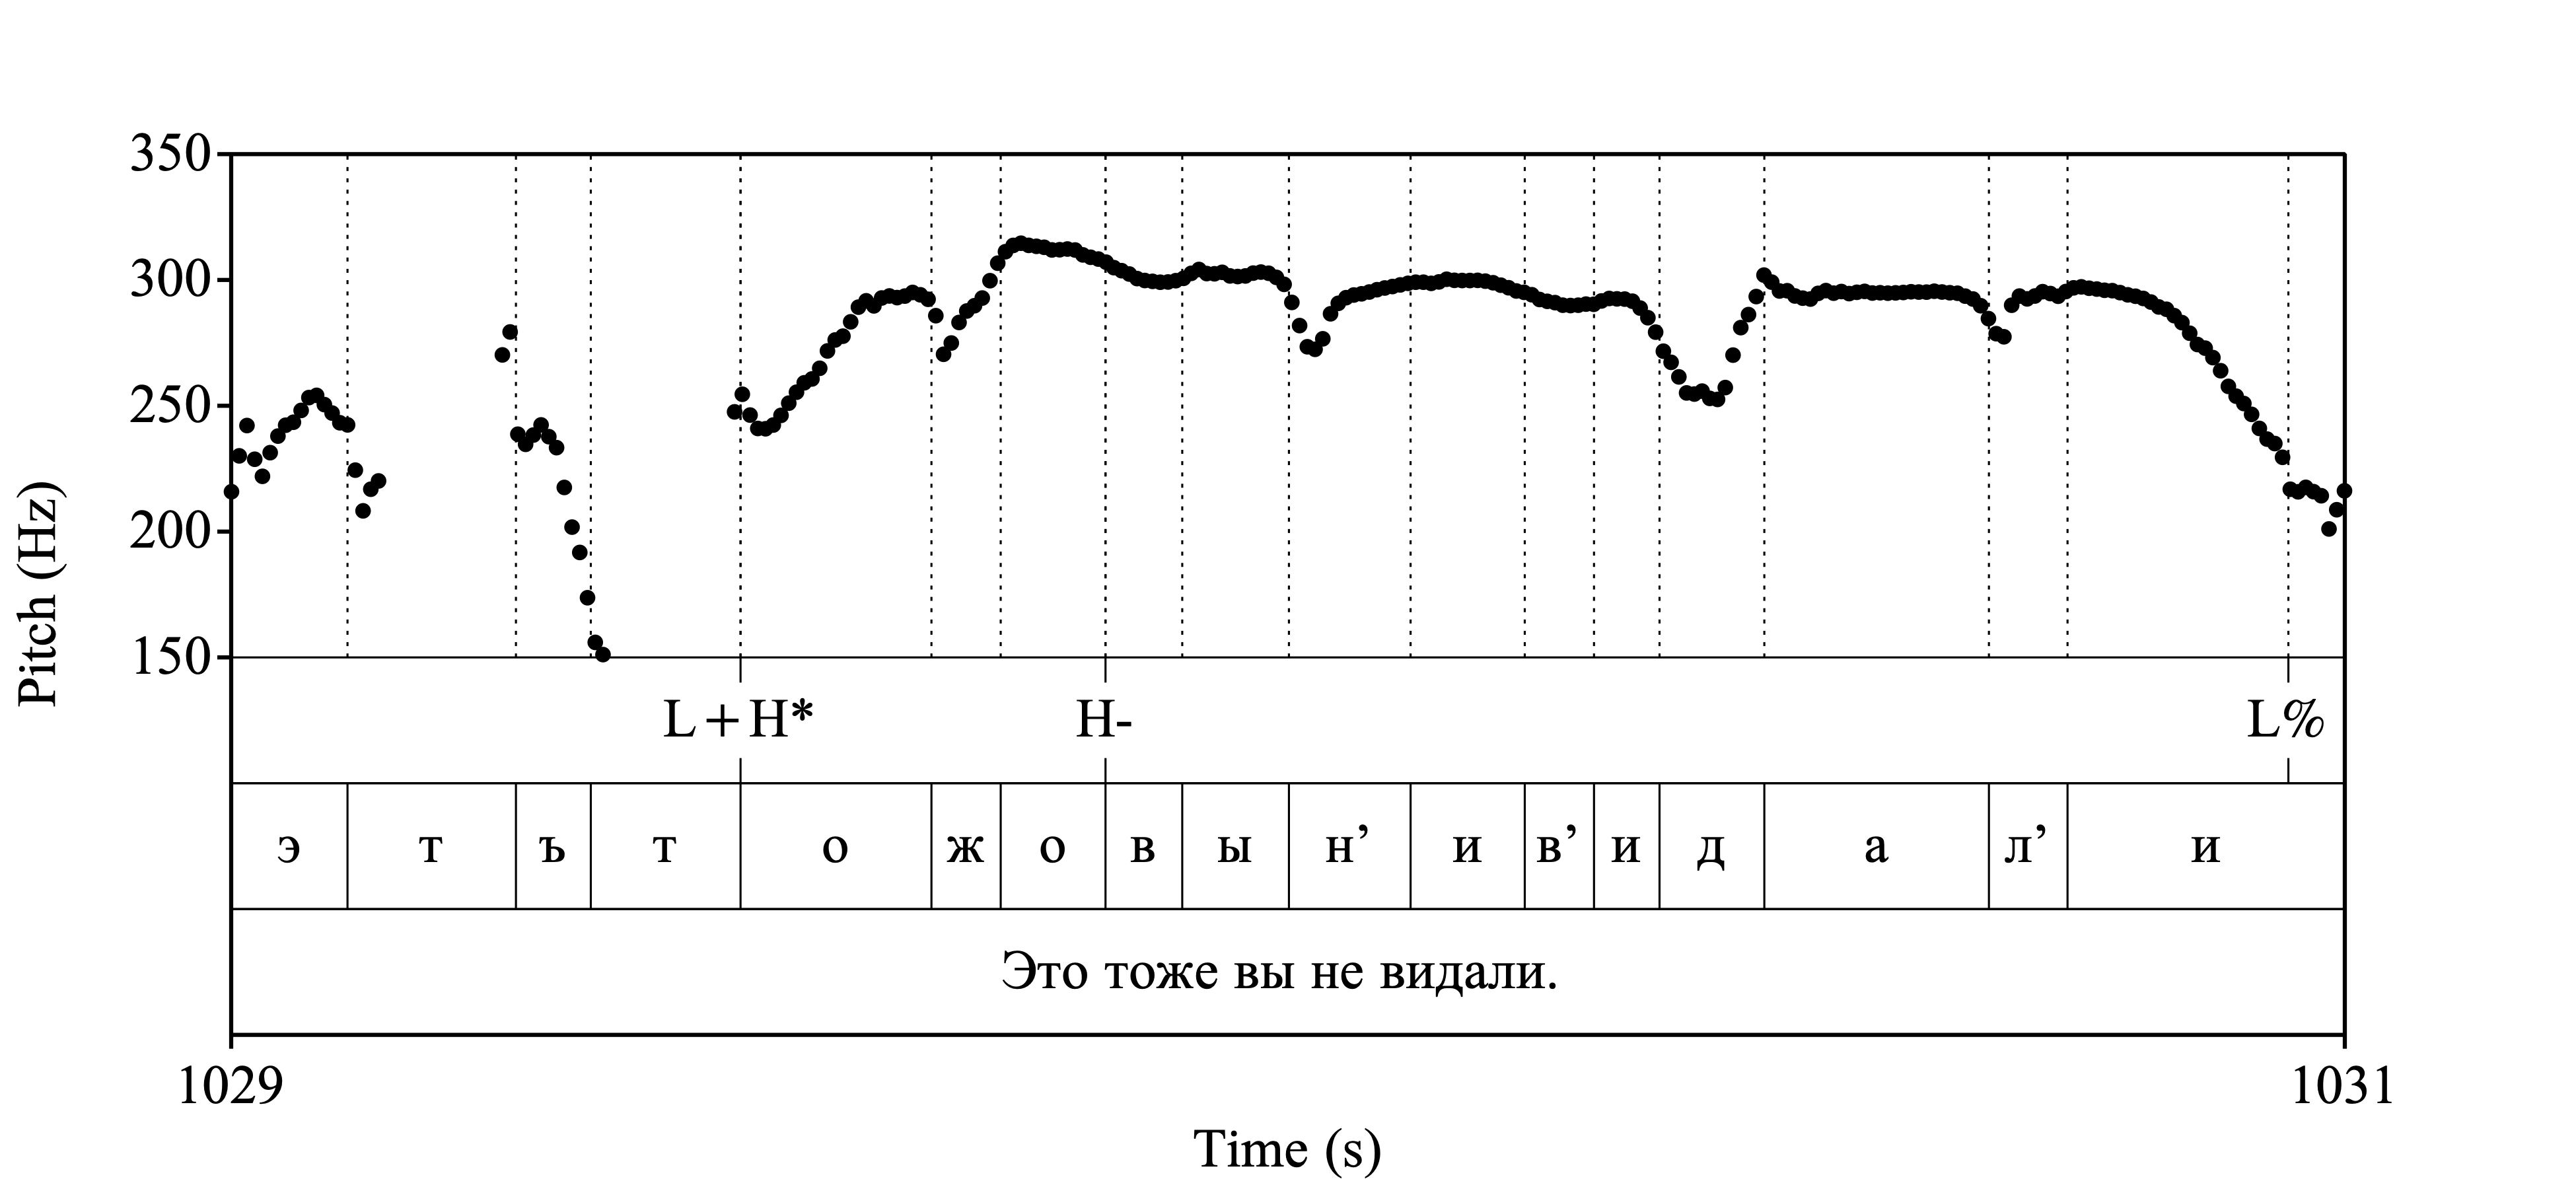 350
300
250
200
150
Pitch (Hz)
L+H* H- L%
э т ъ т о ж о в ы н’ и в’ и д а л’ и
Это тоже вы не видали.
1029 1031
Time (s)